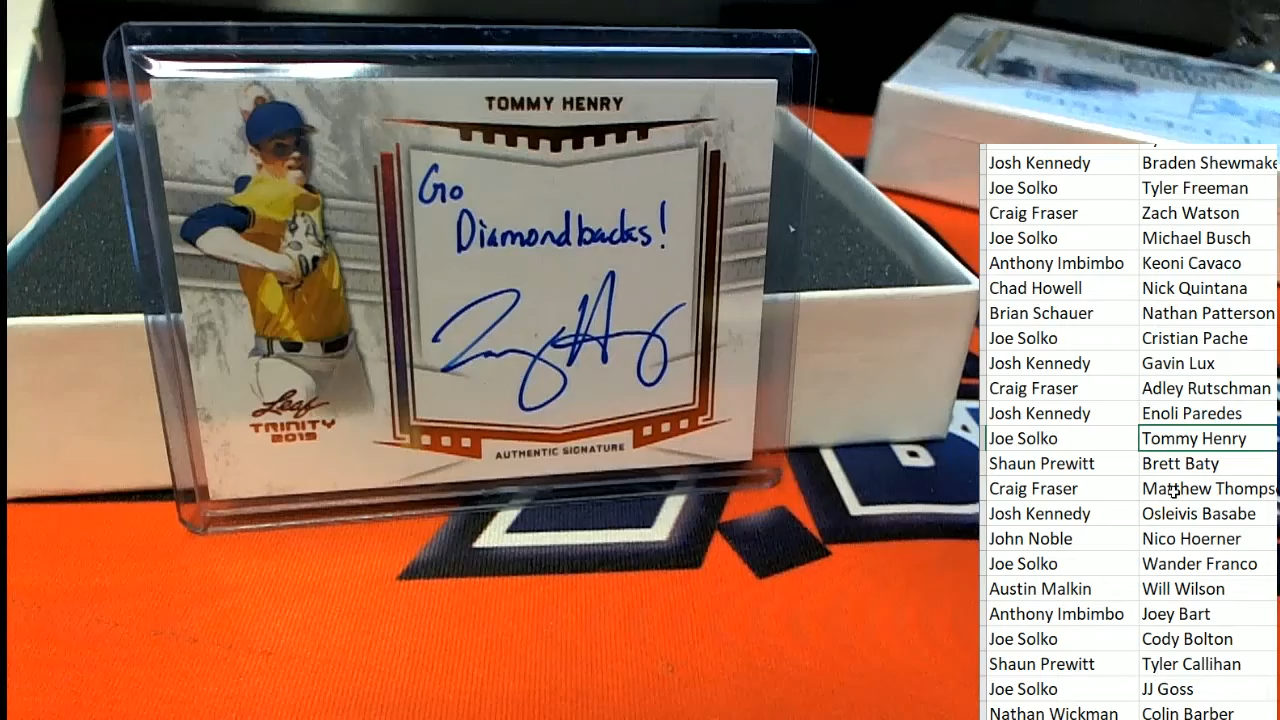 TOMMY HENRY
Go
Diamondbacks!
Tommy Henry
Leaf
TRINITY
2019
AUTHENTIC SIGNATURE
Josh Kennedy Braden Shewmake
Joe Solko Tyler Freeman
Craig Fraser Zach Watson
Joe Solko Michael Busch
Anthony Imbimbo Keoni Cavaco
Chad Howell Nick Quintana
Brian Schauer Nathan Patterson
Joe Solko Cristian Pache
Josh Kennedy Gavin Lux
Craig Fraser Adley Rutschman
Josh Kennedy Enoli Paredes
Joe Solko Tommy Henry
Shaun Prewitt Brett Baty
Craig Fraser Matthew Thomps
Josh Kennedy Osleivis Basabe
John Noble Nico Hoerner
Joe Solko Wander Franco
Austin Malkin Will Wilson
Anthony Imbimbo Joey Bart
Joe Solko Cody Bolton
Shaun Prewitt Tyler Callihan
Joe Solko JJ Goss
Nathan Wickman Colin Barber